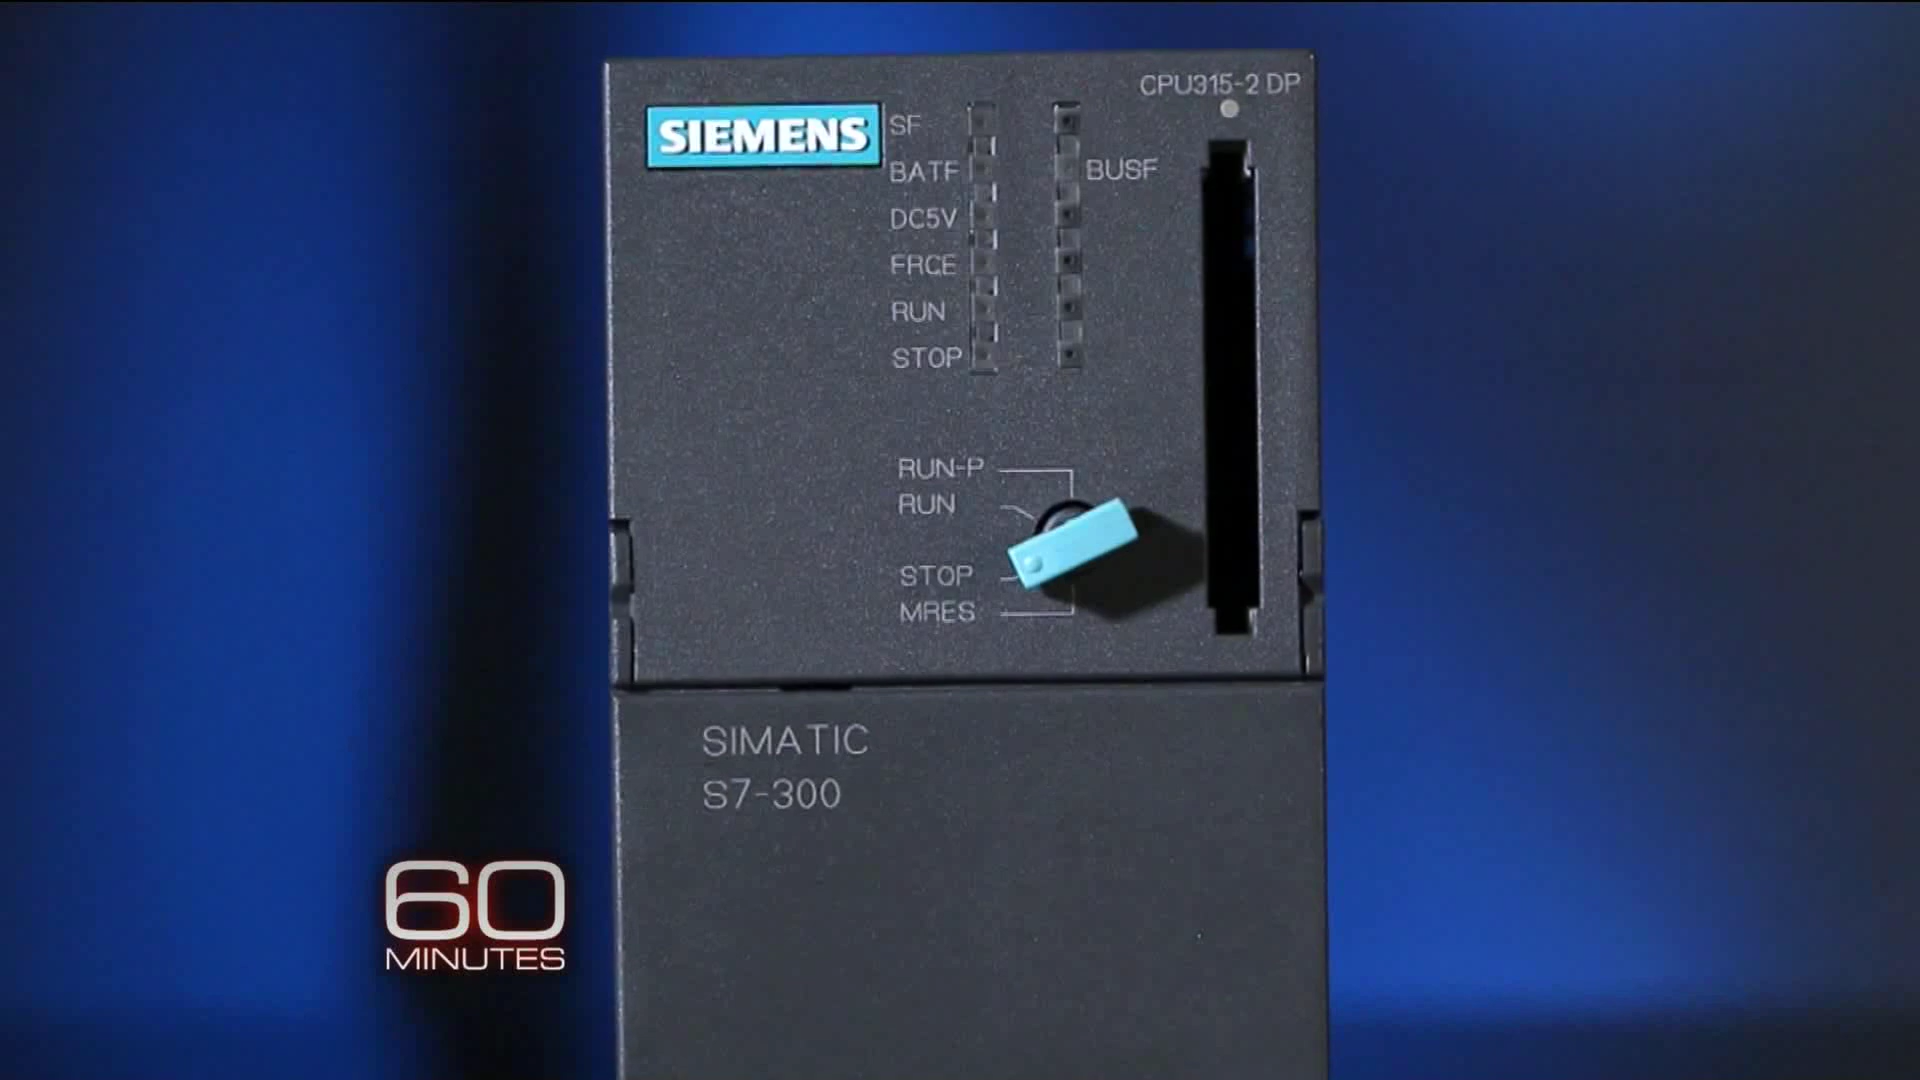 CPU315-2 DP
SIEMENS
SF
BATF
BUSF
DC5V
FRCE
RUN
STOP
RUN-P
RUN
STOP
MRES
SIMATIC
S7-300
60
MINUTES